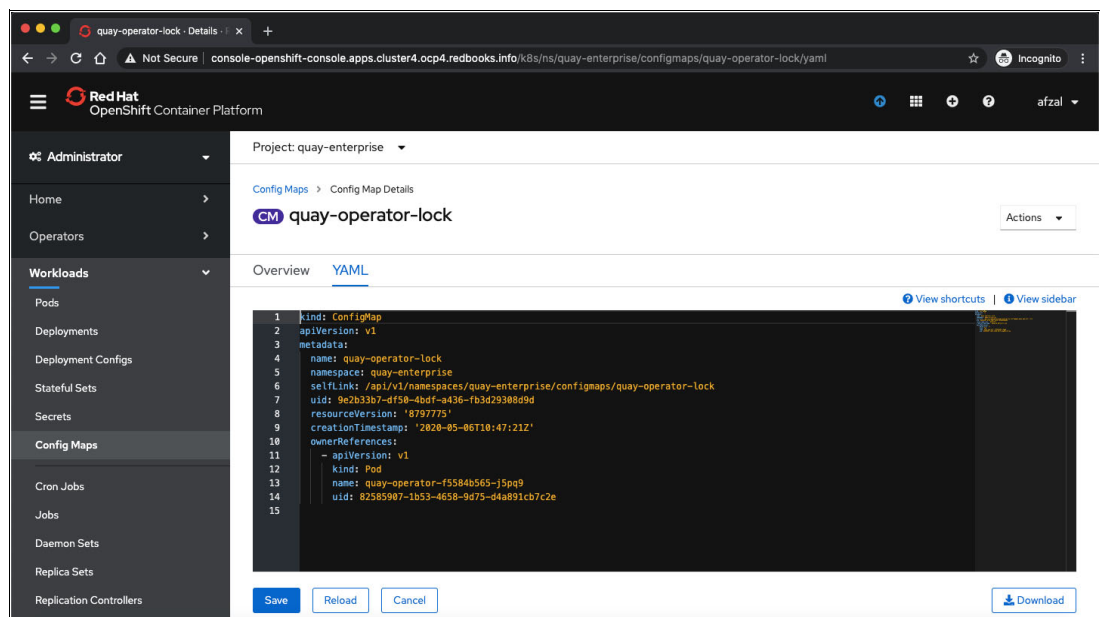 quay-operator-lock · Details · F
Not Secure | console-openshift-console.apps.cluster4.ocp4.redbooks.info/k8s/ns/quay-enterprise/configmaps/quay-operator-lock/yaml
Incognito
Red Hat
OpenShift Container Platform
afzal
Administrator
Project: quay-enterprise
Home
Operators
Workloads
Pods
Deployments
Deployment Configs
Stateful Sets
Secrets
Config Maps
Cron Jobs
Jobs
Daemon Sets
Replica Sets
Replication Controllers
Config Maps > Config Map Details
CM quay-operator-lock
Actions
Overview YAML
View shortcuts | View sidebar
1 kind: ConfigMap
2 apiVersion: v1
3 metadata:
4 name: quay-operator-lock
5 namespace: quay-enterprise
6 selfLink: /api/v1/namespaces/quay-enterprise/configmaps/quay-operator-lock
7 uid: 9e2b33b7-df50-4bdf-a436-fb3d29308d9d
8 resourceVersion: '8797775'
9 creationTimestamp: '2020-05-06T10:47:21Z'
10 ownerReferences:
11 - apiVersion: v1
12 kind: Pod
13 name: quay-operator-f5584b565-j5pq9
14 uid: 82585907-1b53-4658-9d75-d4a891cb7c2e
15
Save Reload Cancel Download